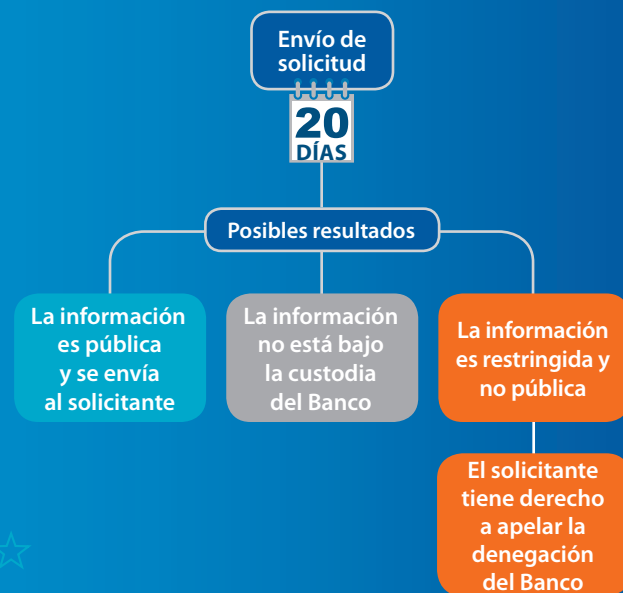 Envío de
solicitud
20
DÍAS
Posibles resultados
La información
es pública
y se envía
al solicitante
La información
no está bajo
la custodia
del Banco
La información
es restringida y
no pública
El solicitante
tiene derecho
a apelar la
denegación
del Banco